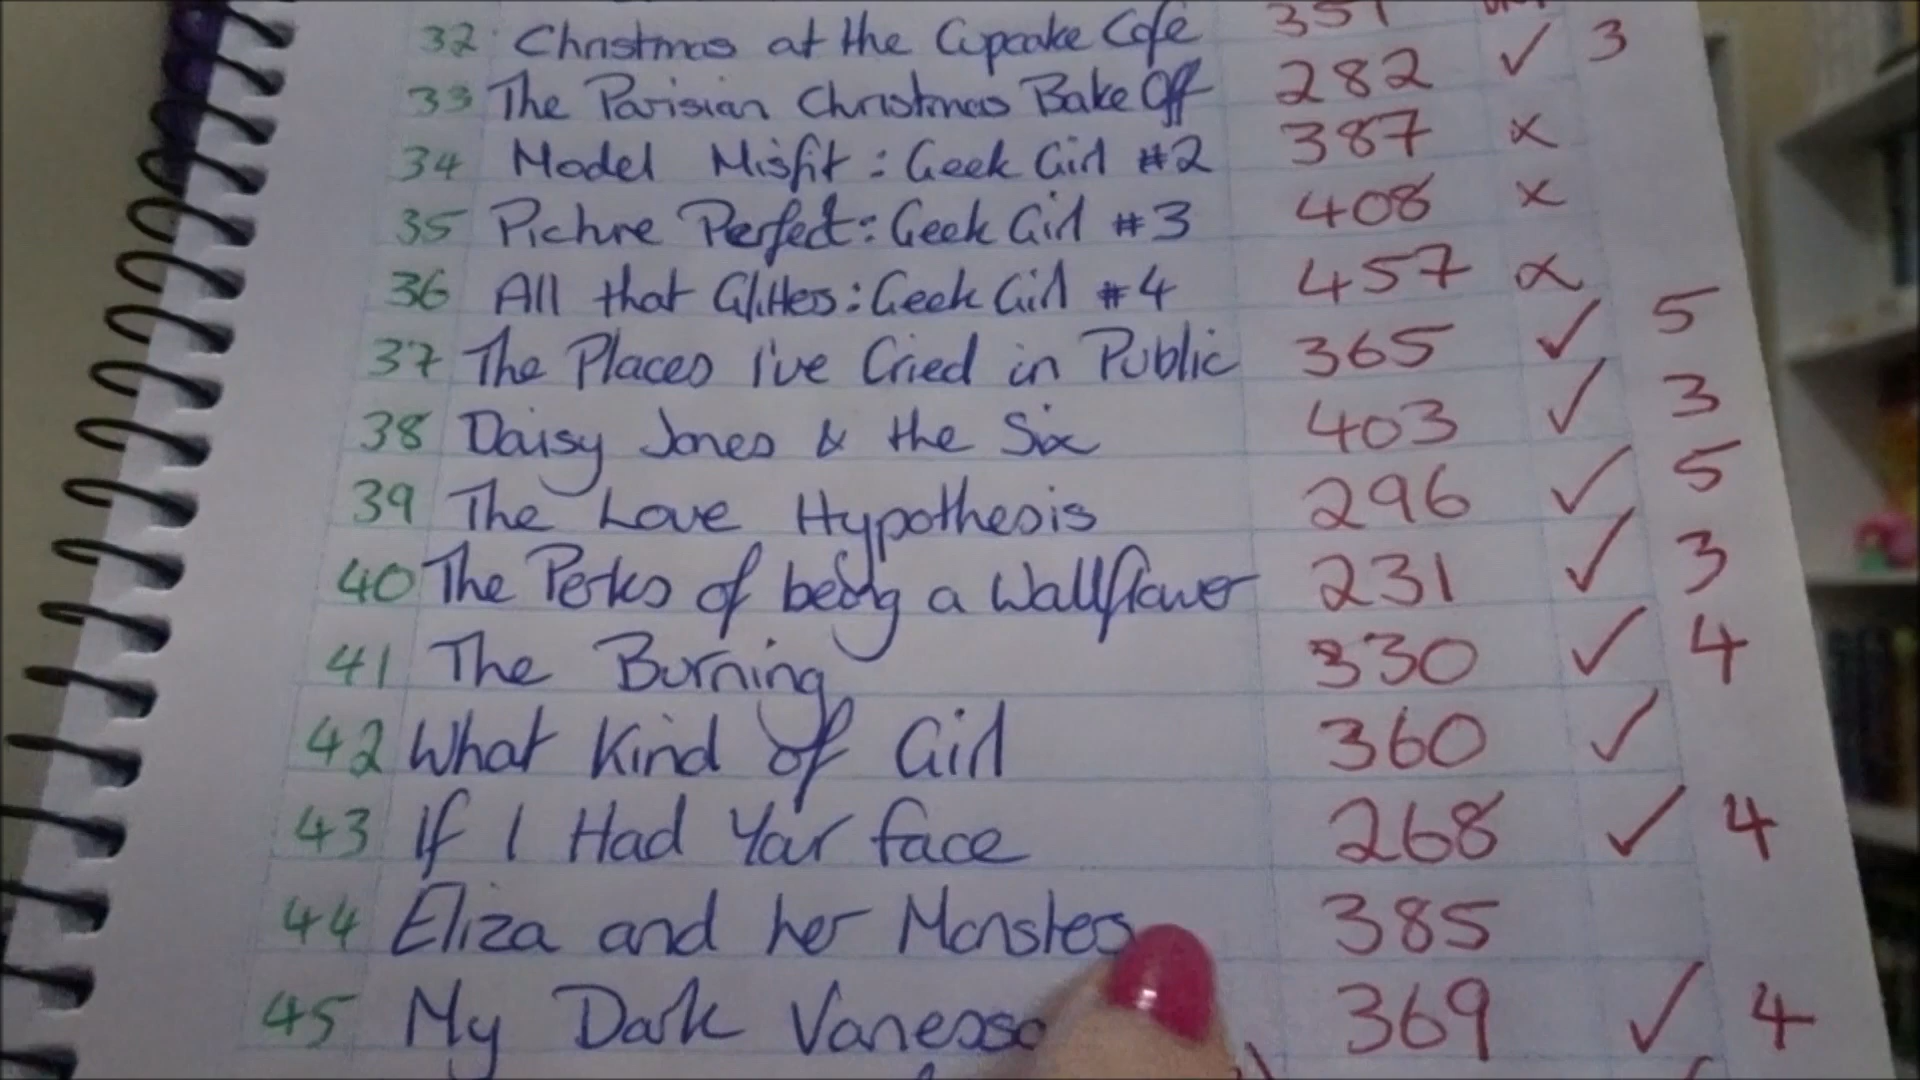 32 Christmas at the Cupcake Cafe 351
33 The Parisian Christmas Bake Off 282 ✓ 3
34 Model Misfit : Geek Girl #2 387 x
35 Picture Perfect : Geek Girl #3 408 x
36 All that Glitters : Geek Girl #4 457 x
37 The Places I've Cried in Public 365 ✓ 5
38 Daisy Jones & the Six 403 ✓ 3
39 The Love Hypothesis 296 ✓ 5
40 The Perks of being a Wallflower 231 ✓ 3
41 The Burning 330 ✓ 4
42 What Kind of Girl 360 ✓
43 If I Had Your face 268 ✓ 4
44 Eliza and her Monsters 385
45 My Dark Vanessa 369 ✓ 4